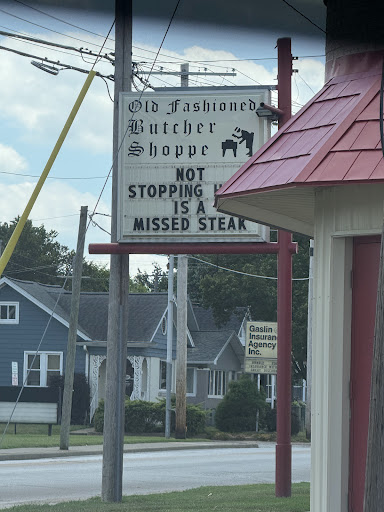 Old Fashioned
Butcher
Shoppe
NOT
STOPPING
IS A
MISSED STEAK
Gaslin
Insurance
Agency
Inc.